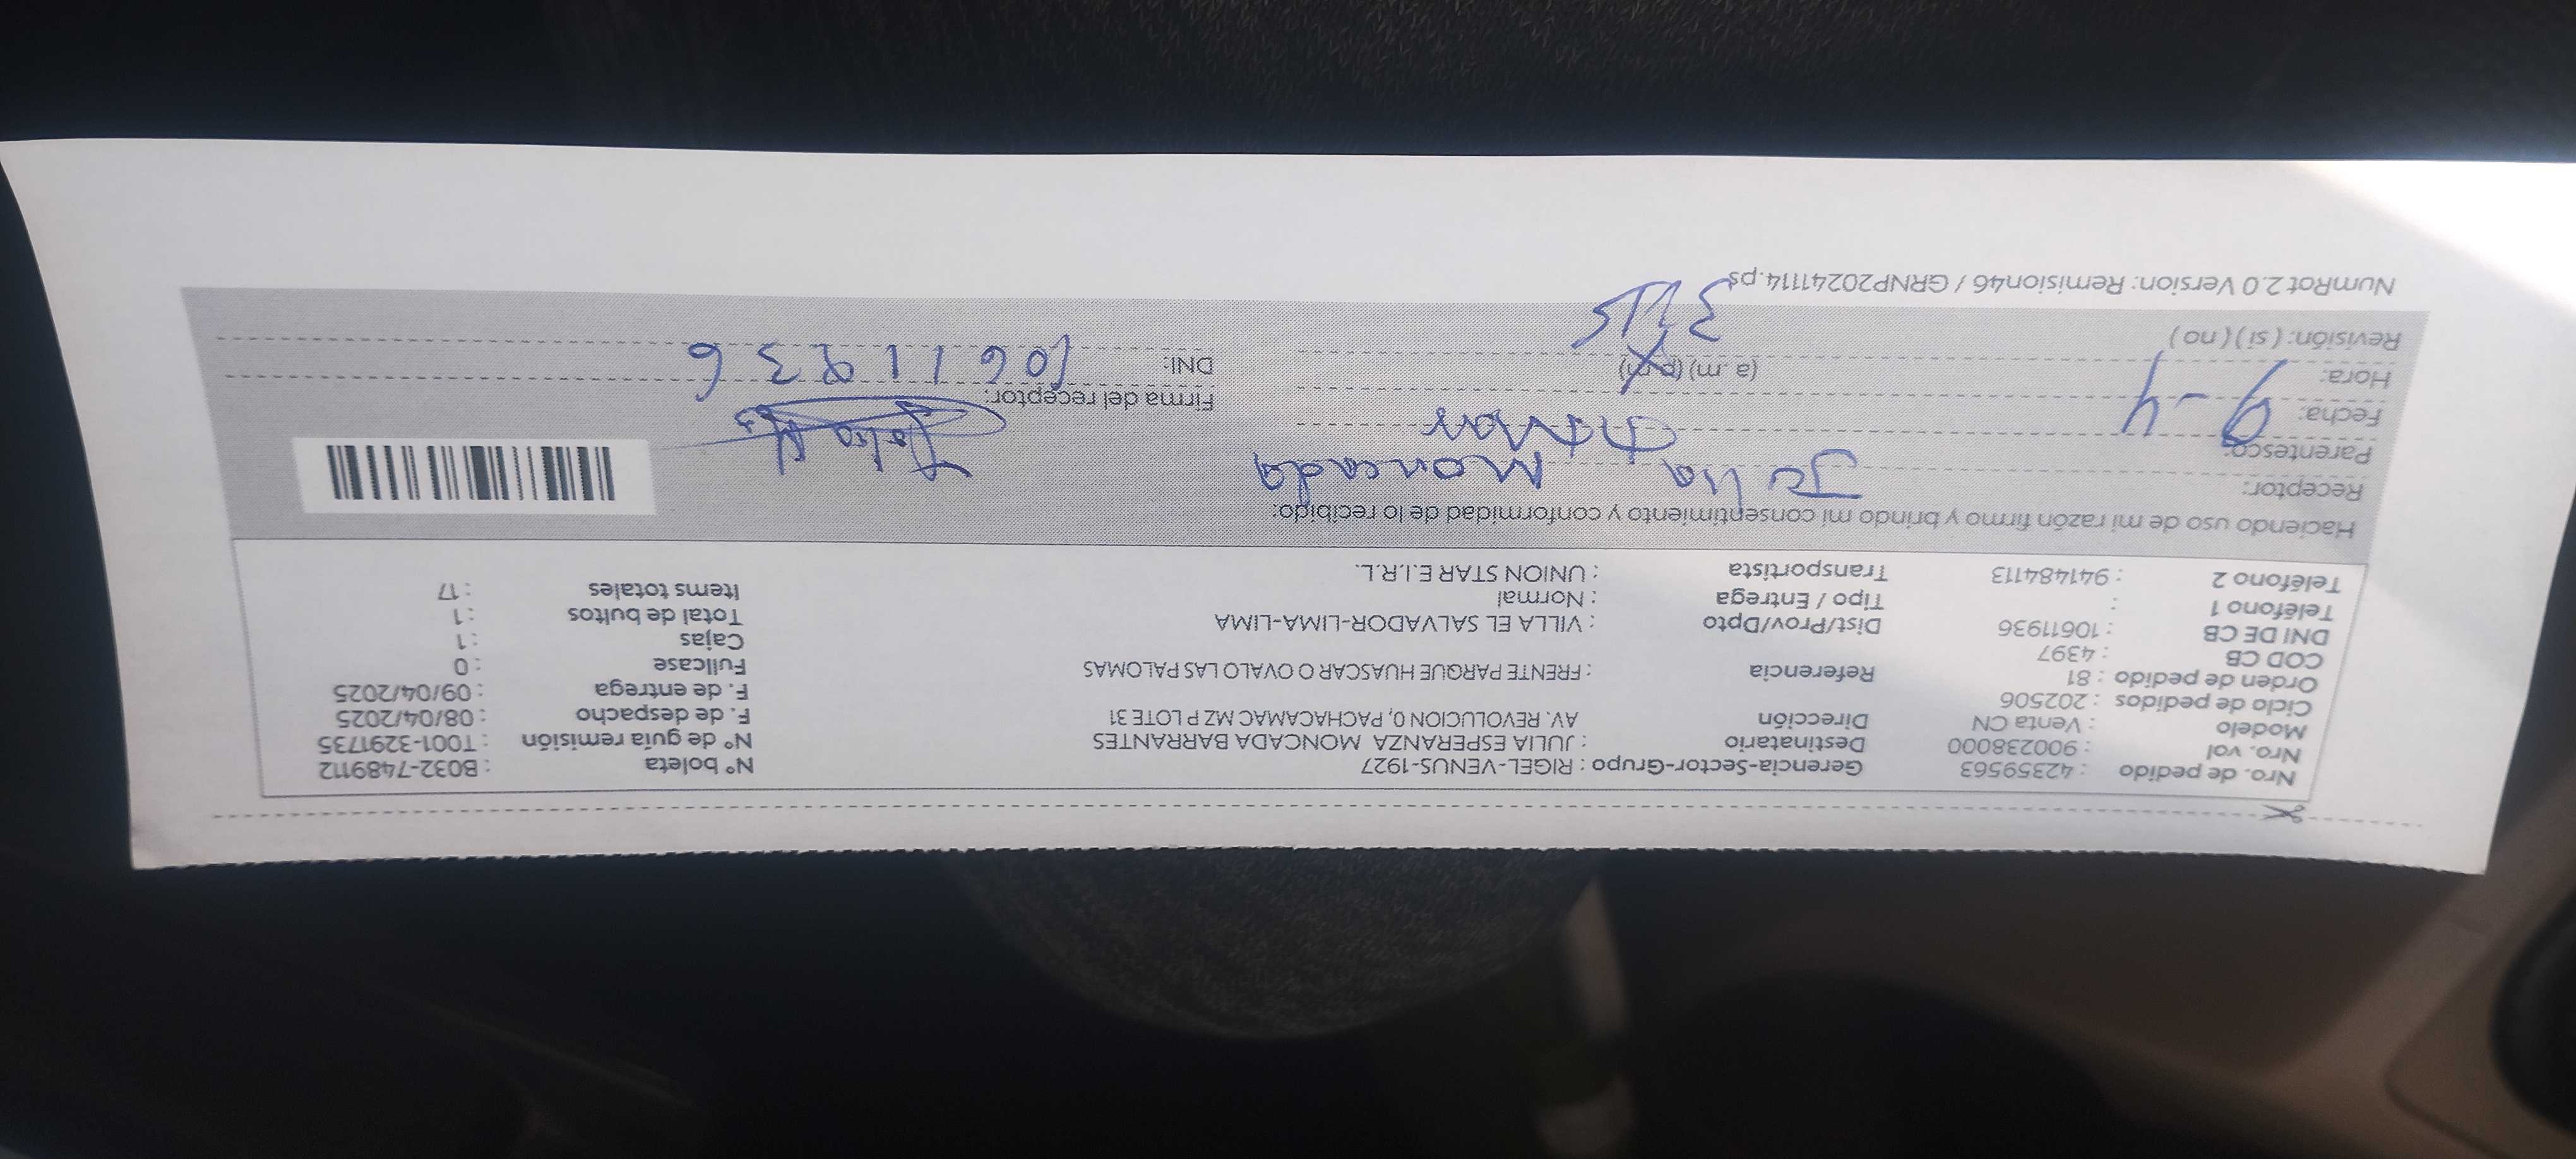 Nro. de pedido : 42359563 Gerencia-Sector-Grupo : RIGEL-VENUS-1927 N° boleta : B032-7489112
Nro. vol : 900238000 Destinatario : JULIA ESPERANZA MONCADA BARRANTES N° de guía remisión : T001-3291735
Modelo : Venta CN Dirección AV. REVOLUCION 0, PACHACAMAC MZ P LOTE 31 F. de despacho : 08/04/2025
Ciclo de pedidos : 202506 F. de entrega : 09/04/2025
Orden de pedido : 81 Referencia : FRENTE PARQUE HUASCAR O OVALO LAS PALOMAS Fullcase : 0
COD CB : 4397 Cajas : 1
DNI DE CB : 10611936 Dist/Prov/Dpto : VILLA EL SALVADOR-LIMA-LIMA Total de bultos : 1
Teléfono 1 : Tipo / Entrega : Normal Items totales : 17
Teléfono 2 : 941484113 Transportista : UNION STAR E.I.R.L.
Haciendo uso de mi razón firmo y brindo mi consentimiento y conformidad de lo recibido:
Receptor: Julia Moncada
Parentesco:
Fecha: 9-4 Firma del receptor: Julia M
Hora: (a. m) (p. m) DNI: 10611936
Revisión: ( si ) ( no )
NumRot 2.0 Version: Remision46 / GRNP20241114.ps